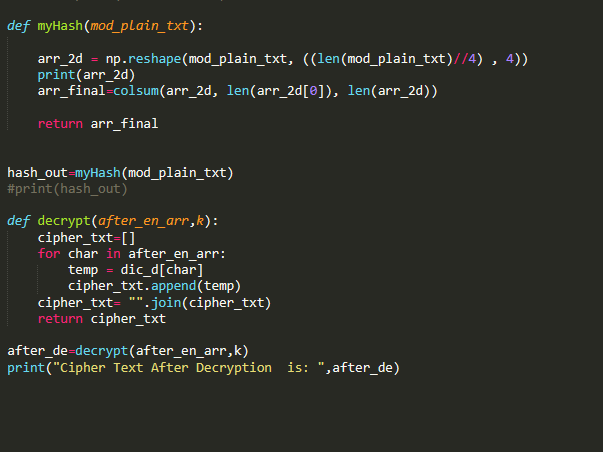 def myHash(mod_plain_txt):
arr_2d = np.reshape(mod_plain_txt, ((len(mod_plain_txt)//4) , 4))
print(arr_2d)
arr_final=colsum(arr_2d, len(arr_2d[0]), len(arr_2d))
return arr_final
hash_out=myHash(mod_plain_txt)
#print(hash_out)
def decrypt(after_en_arr,k):
cipher_txt=[]
for char in after_en_arr:
temp = dic_d[char]
cipher_txt.append(temp)
cipher_txt= "".join(cipher_txt)
return cipher_txt
after_de=decrypt(after_en_arr,k)
print("Cipher Text After Decryption  is: ",after_de)